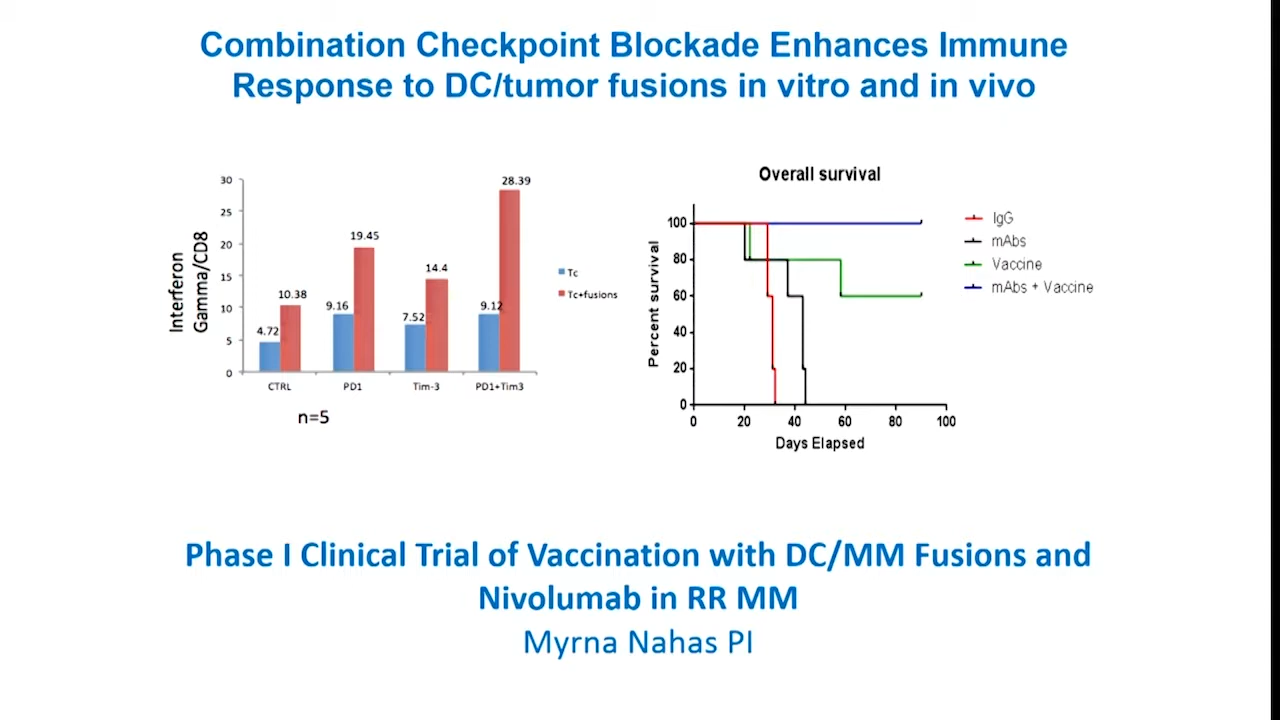 Combination Checkpoint Blockade Enhances Immune
Response to DC/tumor fusions in vitro and in vivo
Interferon
Gamma/CD8
30
25
20
15
10
5
0
4.72
10.38
9.16
19.45
7.52
14.4
9.12
28.39
CTRL
PD1
Tim-3
PD1+Tim3
Tc
Tc+fusions
n=5
Overall survival
Percent survival
100
80
60
40
20
0
0
20
40
60
80
100
Days Elapsed
IgG
mAbs
Vaccine
mAbs + Vaccine
Phase I Clinical Trial of Vaccination with DC/MM Fusions and
Nivolumab in RR MM
Myrna Nahas PI